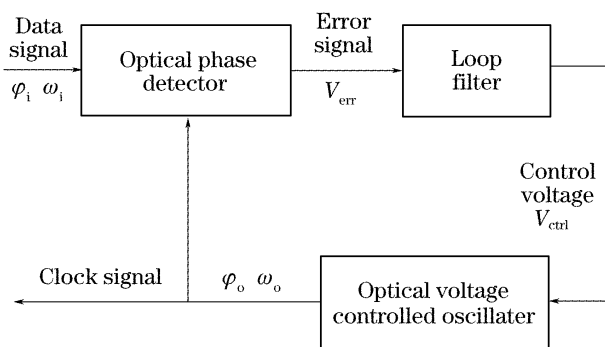 Data
signal
φi ωi
Optical phase
detector
Error
signal
Verr
Loop
filter
Control
voltage
Vctrl
Clock signal
φo ωo
Optical voltage
controlled oscillater